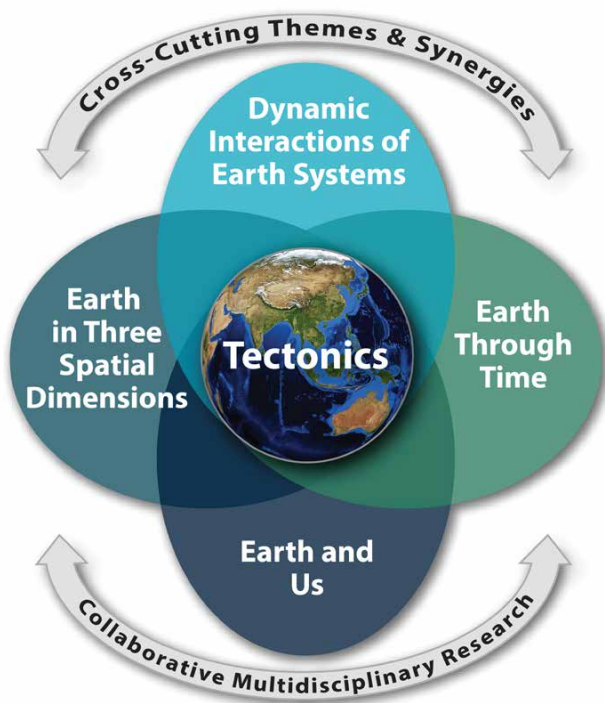 Cross-Cutting Themes & Synergies
Dynamic
Interactions of
Earth Systems
Earth
in Three
Spatial
Dimensions
Tectonics
Earth
Through
Time
Earth and
Us
Collaborative Multidisciplinary Research